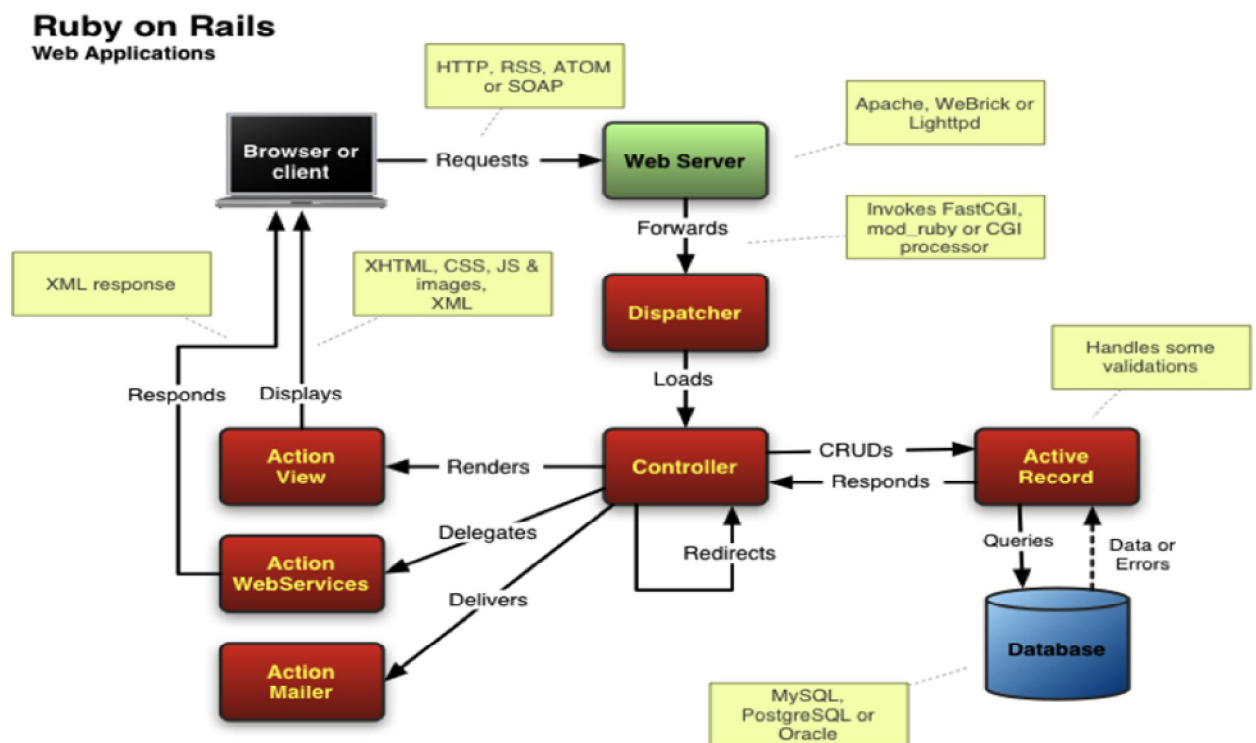 Ruby on Rails
Web Applications
HTTP, RSS, ATOM
or SOAP
Apache, WeBrick or
Lighttpd
Browser or
client
Requests
Web Server
Invokes FastCGI,
mod_ruby or CGI
processor
Forwards
XML response
XHTML, CSS, JS &
images,
XML
Dispatcher
Handles some
validations
Loads
Responds
Displays
Action
View
Renders
Controller
CRUDs
Responds
Active
Record
Delegates
Redirects
Queries
Data or
Errors
Action
WebServices
Delivers
Action
Mailer
Database
MySQL,
PostgreSQL or
Oracle